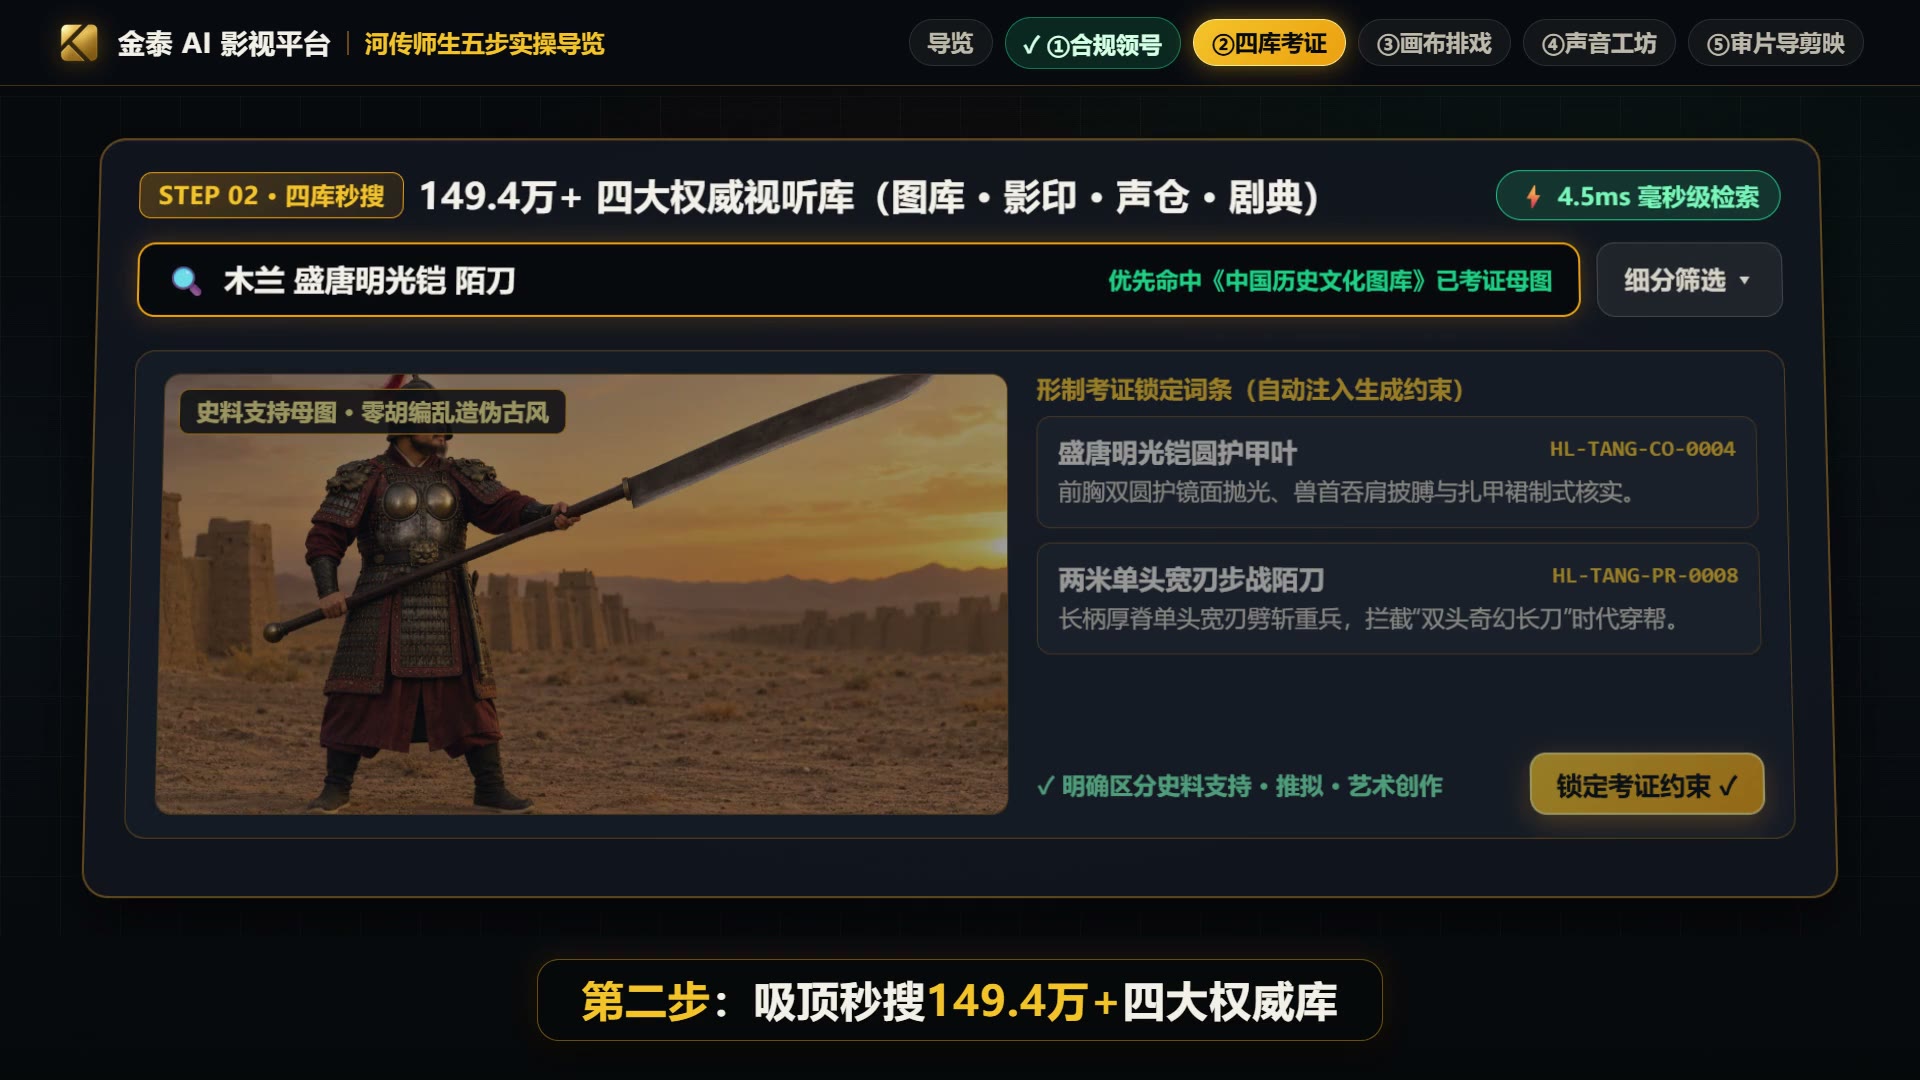 金泰 AI 影视平台 | 河传师生五步实操导览
导览
✓ ①合规领号
②四库考证
③画布排戏
④声音工坊
⑤审片导剪映
STEP 02 · 四库秒搜
149.4万+ 四大权威视听库（图库 · 影印 · 声仓 · 剧典）
4.5ms 毫秒级检索
木兰 盛唐明光铠 陌刀
优先命中《中国历史文化图库》已考证母图
细分筛选 ▾
史料支持母图 · 零胡编乱造伪古风
形制考证锁定词条（自动注入生成约束）
盛唐明光铠圆护甲叶
HL-TANG-CO-0004
前胸双圆护镜面抛光、兽首吞肩披膊与扎甲裙制式核实。
两米单头宽刃步战陌刀
HL-TANG-PR-0008
长柄厚脊单头宽刃劈斩重兵，拦截“双头奇幻长刀”时代穿帮。
✓ 明确区分史料支持 · 推拟 · 艺术创作
锁定考证约束 ✓
第二步：吸顶秒搜149.4万+四大权威库